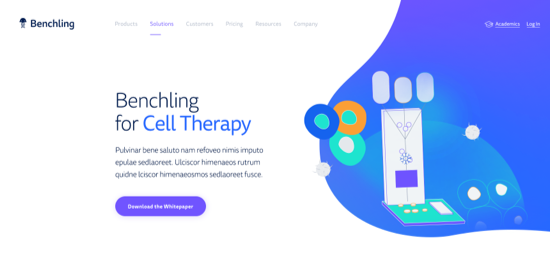 Benchling
Products Solutions Customers Pricing Resources Company
Academics Log In
Benchling
for Cell Therapy
Pulvinar bene saluto nam refoveo nimis imputo
epulae sedlaoreet. Ulciscor himenaeos rutrum
quidne lciscor himenaeosmos sedlaoreet fusce.
Download the Whitepaper